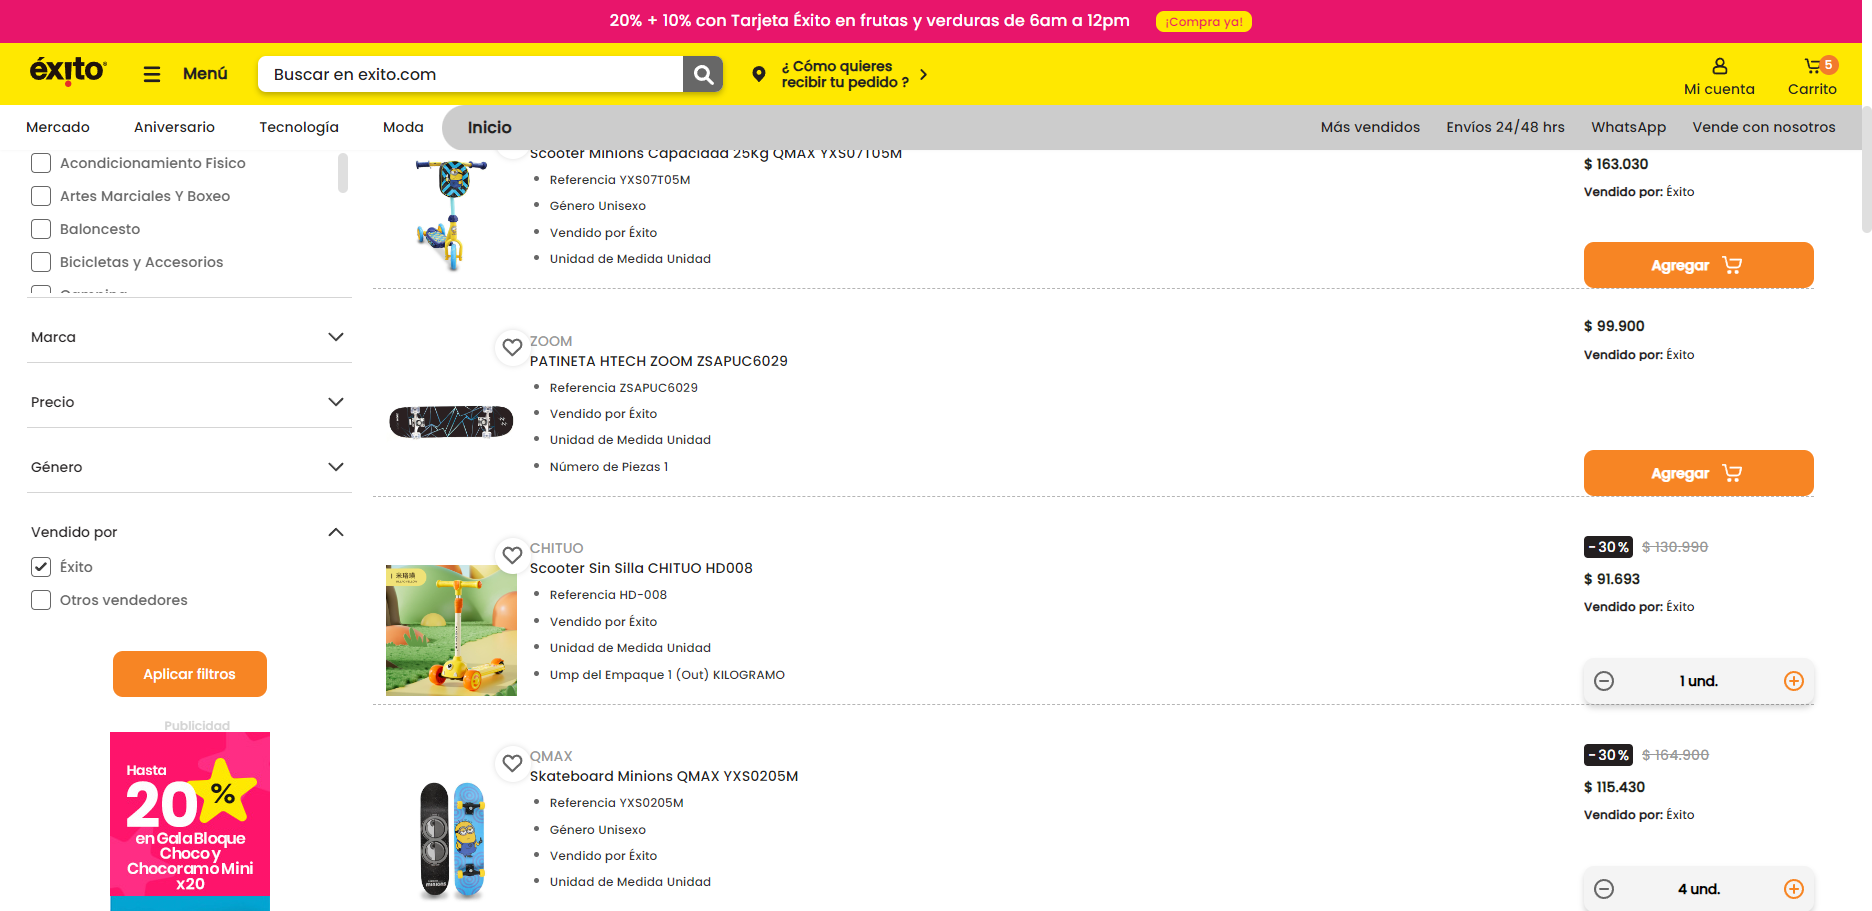 20% + 10% con Tarjeta Éxito en frutas y verduras de 6am a 12pm
¡Compra ya!
éxito
Menú
Buscar en exito.com
¿ Cómo quieres
recibir tu pedido ?
Mi cuenta
5
Carrito
Mercado
Aniversario
Tecnología
Moda
Inicio
Más vendidos
Envíos 24/48 hrs
WhatsApp
Vende con nosotros
Acondicionamiento Fisico
Artes Marciales Y Boxeo
Baloncesto
Bicicletas y Accesorios
Marca
Precio
Género
Vendido por
Éxito
Otros vendedores
Aplicar filtros
Publicidad
Hasta
20%
en Gala Bloque
Choco y
Chocoramo Mini
x20
Scooter Minions Capacidad 25Kg QMAX YXS07T05M
Referencia YXS07T05M
Género Unisexo
Vendido por Éxito
Unidad de Medida Unidad
$ 163.030
Vendido por: Éxito
Agregar
ZOOM
PATINETA HTECH ZOOM ZSAPUC6029
Referencia ZSAPUC6029
Vendido por Éxito
Unidad de Medida Unidad
Número de Piezas 1
$ 99.900
Vendido por: Éxito
Agregar
CHITUO
Scooter Sin Silla CHITUO HD008
Referencia HD-008
Vendido por Éxito
Unidad de Medida Unidad
Ump del Empaque 1 (Out) KILOGRAMO
-30% $ 130.990
$ 91.693
Vendido por: Éxito
1 und.
QMAX
Skateboard Minions QMAX YXS0205M
Referencia YXS0205M
Género Unisexo
Vendido por Éxito
Unidad de Medida Unidad
-30% $ 164.900
$ 115.430
Vendido por: Éxito
4 und.